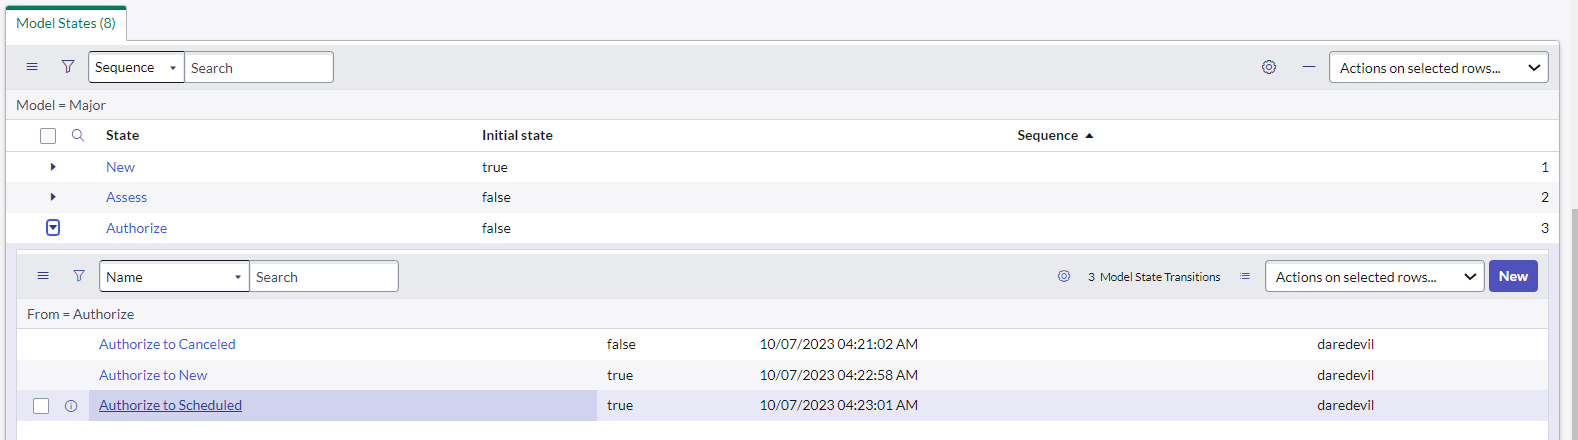 Model States (8)
Sequence Search Actions on selected rows...
Model = Major
State Initial state Sequence
New true 1
Assess false 2
Authorize false 3
Name Search 3 Model State Transitions Actions on selected rows... New
From = Authorize
Authorize to Canceled false 10/07/2023 04:21:02 AM daredevil
Authorize to New true 10/07/2023 04:22:58 AM daredevil
Authorize to Scheduled true 10/07/2023 04:23:01 AM daredevil